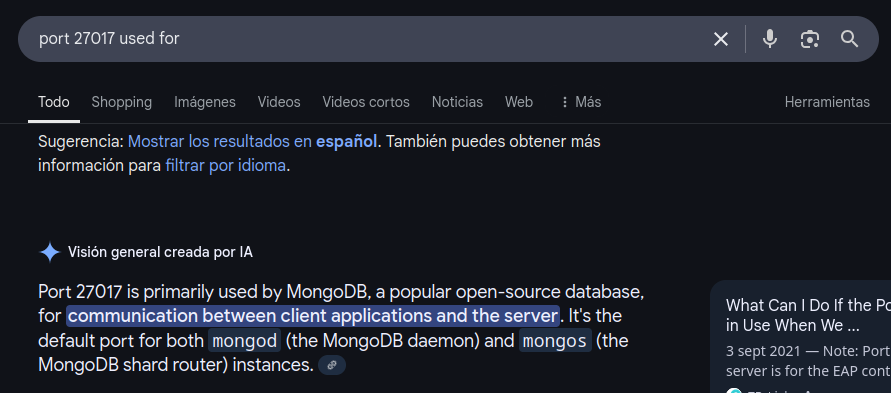 port 27017 used for
Todo Shopping Imágenes Videos Videos cortos Noticias Web Más Herramientas
Sugerencia: Mostrar los resultados en español. También puedes obtener más
información para filtrar por idioma.
Visión general creada por IA
Port 27017 is primarily used by MongoDB, a popular open-source database,
for communication between client applications and the server. It's the
default port for both mongod (the MongoDB daemon) and mongos (the
MongoDB shard router) instances.
What Can I Do If the Po
in Use When We ...
3 sept 2021 — Note: Port
server is for the EAP cont